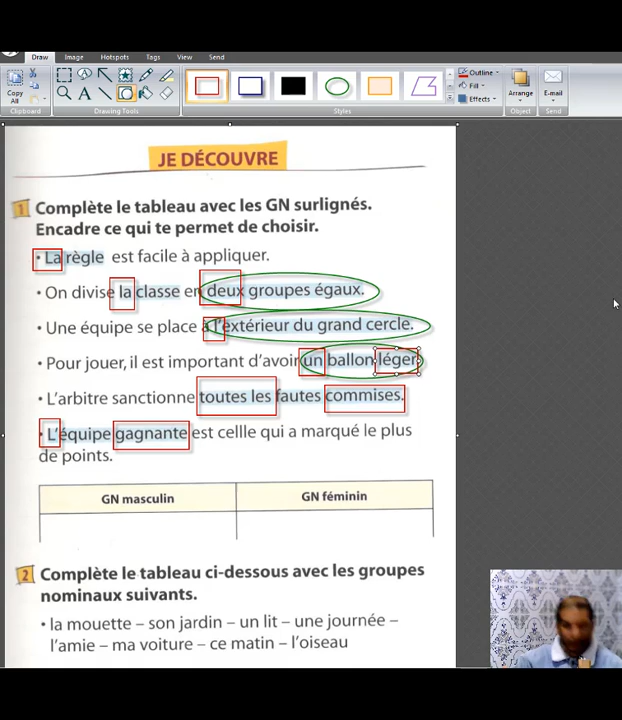 Draw Image Hotspots Tags View Send
Copy All
Outline
Fill
Effects
Arrange
E-mail
Clipboard Drawing Tools Styles Object Send
JE DÉCOUVRE
1 Complète le tableau avec les GN surlignés.
Encadre ce qui te permet de choisir.
• La règle est facile à appliquer.
• On divise la classe en deux groupes égaux.
• Une équipe se place à l'extérieur du grand cercle.
• Pour jouer, il est important d'avoir un ballon léger.
• L'arbitre sanctionne toutes les fautes commises.
• L'équipe gagnante est cellle qui a marqué le plus
de points.
GN masculin GN féminin
2 Complète le tableau ci-dessous avec les groupes
nominaux suivants.
• la mouette – son jardin – un lit – une journée –
l'amie – ma voiture – ce matin – l'oiseau